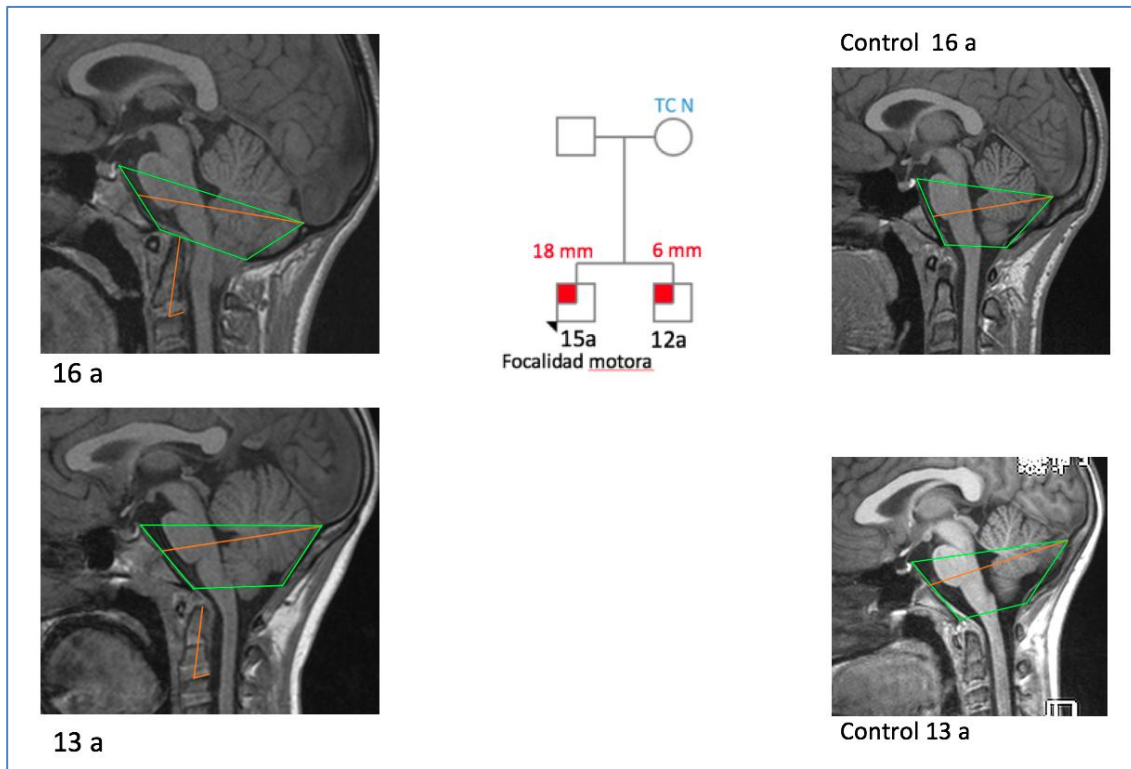 Control 16 a
TC N
18 mm
6 mm
15a
12a
Focalidad motora
16 a
13 a
Control 13 a